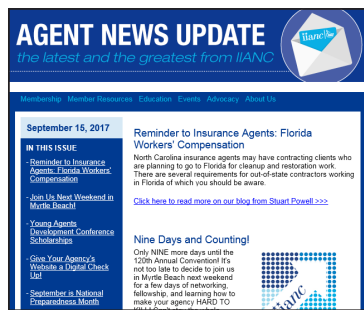 AGENT NEWS UPDATE
the latest and the greatest from IIANC
iianc
Membership Member Resources Education Events Advocacy About Us
September 15, 2017
IN THIS ISSUE
- Reminder to Insurance
Agents: Florida Workers'
Compensation
- Join Us Next Weekend in
Myrtle Beach!
- Young Agents
Development Conference
Scholarships
- Give Your Agency's
Website a Digital Check
Up!
- September is National
Preparedness Month
Reminder to Insurance Agents: Florida
Workers' Compensation
North Carolina insurance agents may have contracting clients who
are planning to go to Florida for cleanup and restoration work.
There are several requirements for out-of-state contractors working
in Florida of which you should be aware.
Click here to read more on our blog from Stuart Powell >>>
Nine Days and Counting!
Only NINE more days until the
120th Annual Convention! It's
not too late to decide to join us
in Myrtle Beach next weekend
for a few days of networking,
fellowship, and learning how to
make your agency HARD TO
iianc